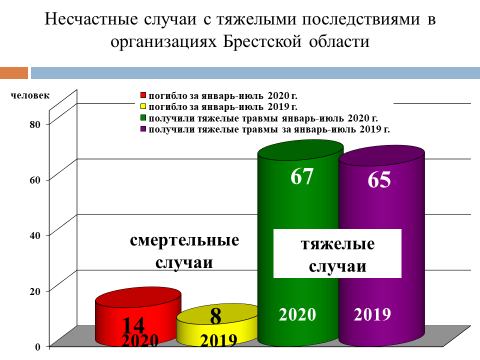 Несчастные случаи с тяжелыми последствиями в
организациях Брестской области
человек
погибло за январь-июль 2020 г.
погибло за январь-июль 2019 г.
получили тяжелые травмы январь-июль 2020 г.
получили тяжелые травмы за январь-июль 2019 г.
80
60
40
20
0
смертельные
случаи
14
2020
8
2019
67
65
тяжелые
случаи
2020
2019